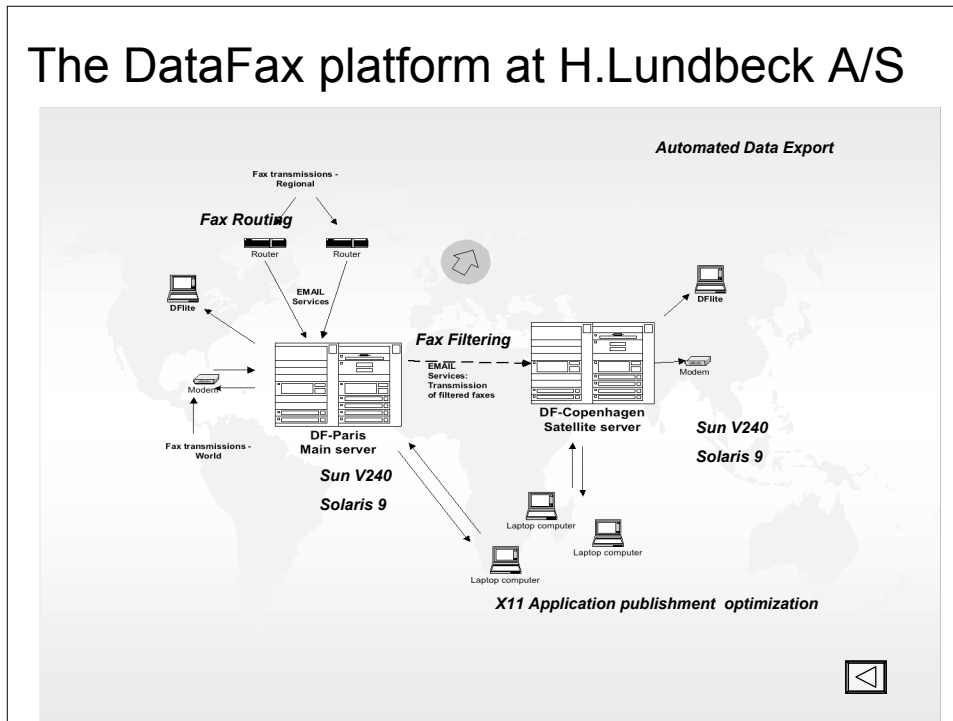 The DataFax platform at H.Lundbeck A/S
Automated Data Export
Fax transmissions -
Regional
Fax Routing
Router
Router
EMAIL
Services
DFlite
DFlite
Fax Filtering
EMAIL
Services:
Transmission
of filtered faxes
Modem
Modem
DF-Paris
Main server
DF-Copenhagen
Satellite server
Fax transmissions -
World
Sun V240
Solaris 9
Sun V240
Solaris 9
Laptop computer
Laptop computer
Laptop computer
X11 Application publishment optimization